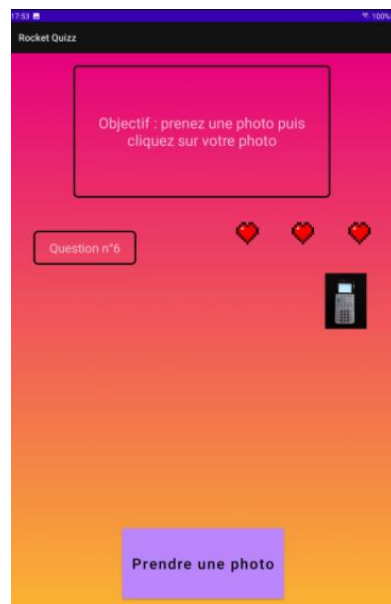 17:53 100%
Rocket Quizz
Objectif : prenez une photo puis
cliquez sur votre photo
Question n°6
Prendre une photo